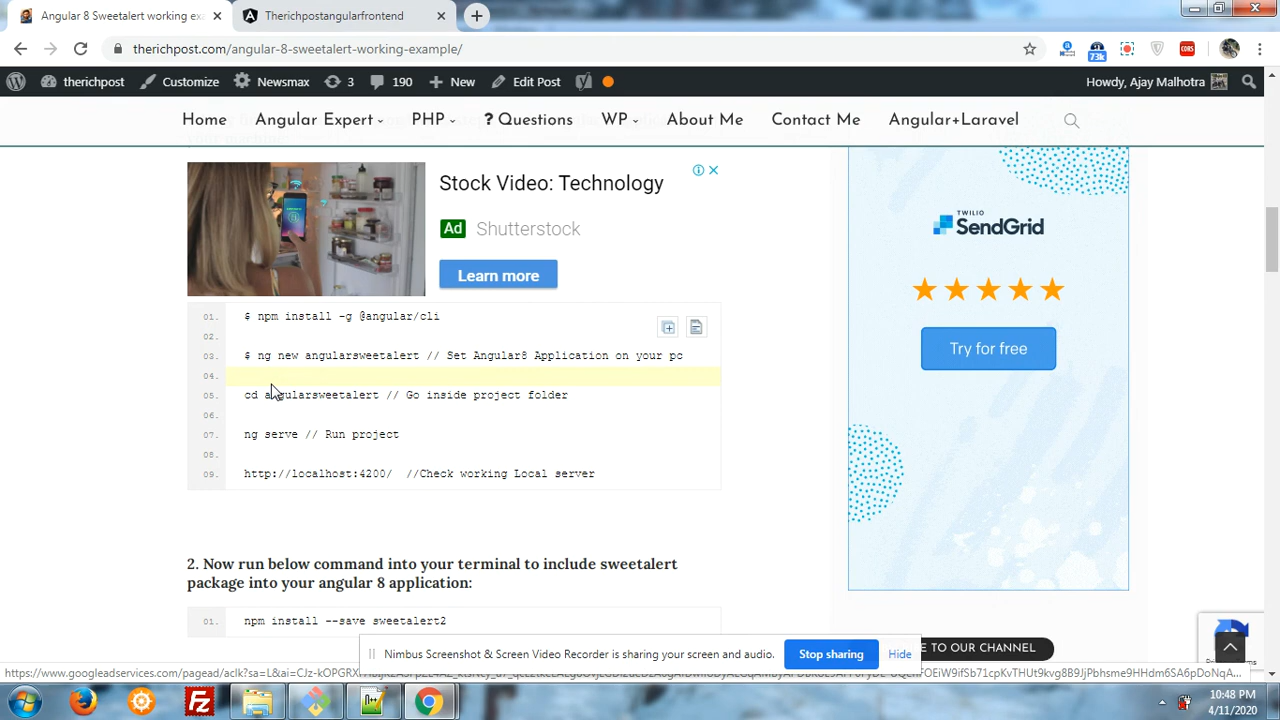 Angular 8 Sweetalert working exa
Therichpostangularfrontend
therichpost.com/angular-8-sweetalert-working-example/
73k
CORS
therichpost
Customize
Newsmax
3
190
New
Edit Post
Howdy, Ajay Malhotra
Home
Angular Expert
PHP
? Questions
WP
About Me
Contact Me
Angular+Laravel
Stock Video: Technology
Ad Shutterstock
Learn more
TWILIO
SendGrid
Try for free
01. $ npm install -g @angular/cli
02.
03. $ ng new angularsweetalert // Set Angular8 Application on your pc
04.
05. cd angularsweetalert // Go inside project folder
06.
07. ng serve // Run project
08.
09. http://localhost:4200/ //Check working Local server
2. Now run below command into your terminal to include sweetalert
package into your angular 8 application:
01. npm install --save sweetalert2
Nimbus Screenshot & Screen Video Recorder is sharing your screen and audio.
Stop sharing
Hide
E TO OUR CHANNEL
10:48 PM
4/11/2020